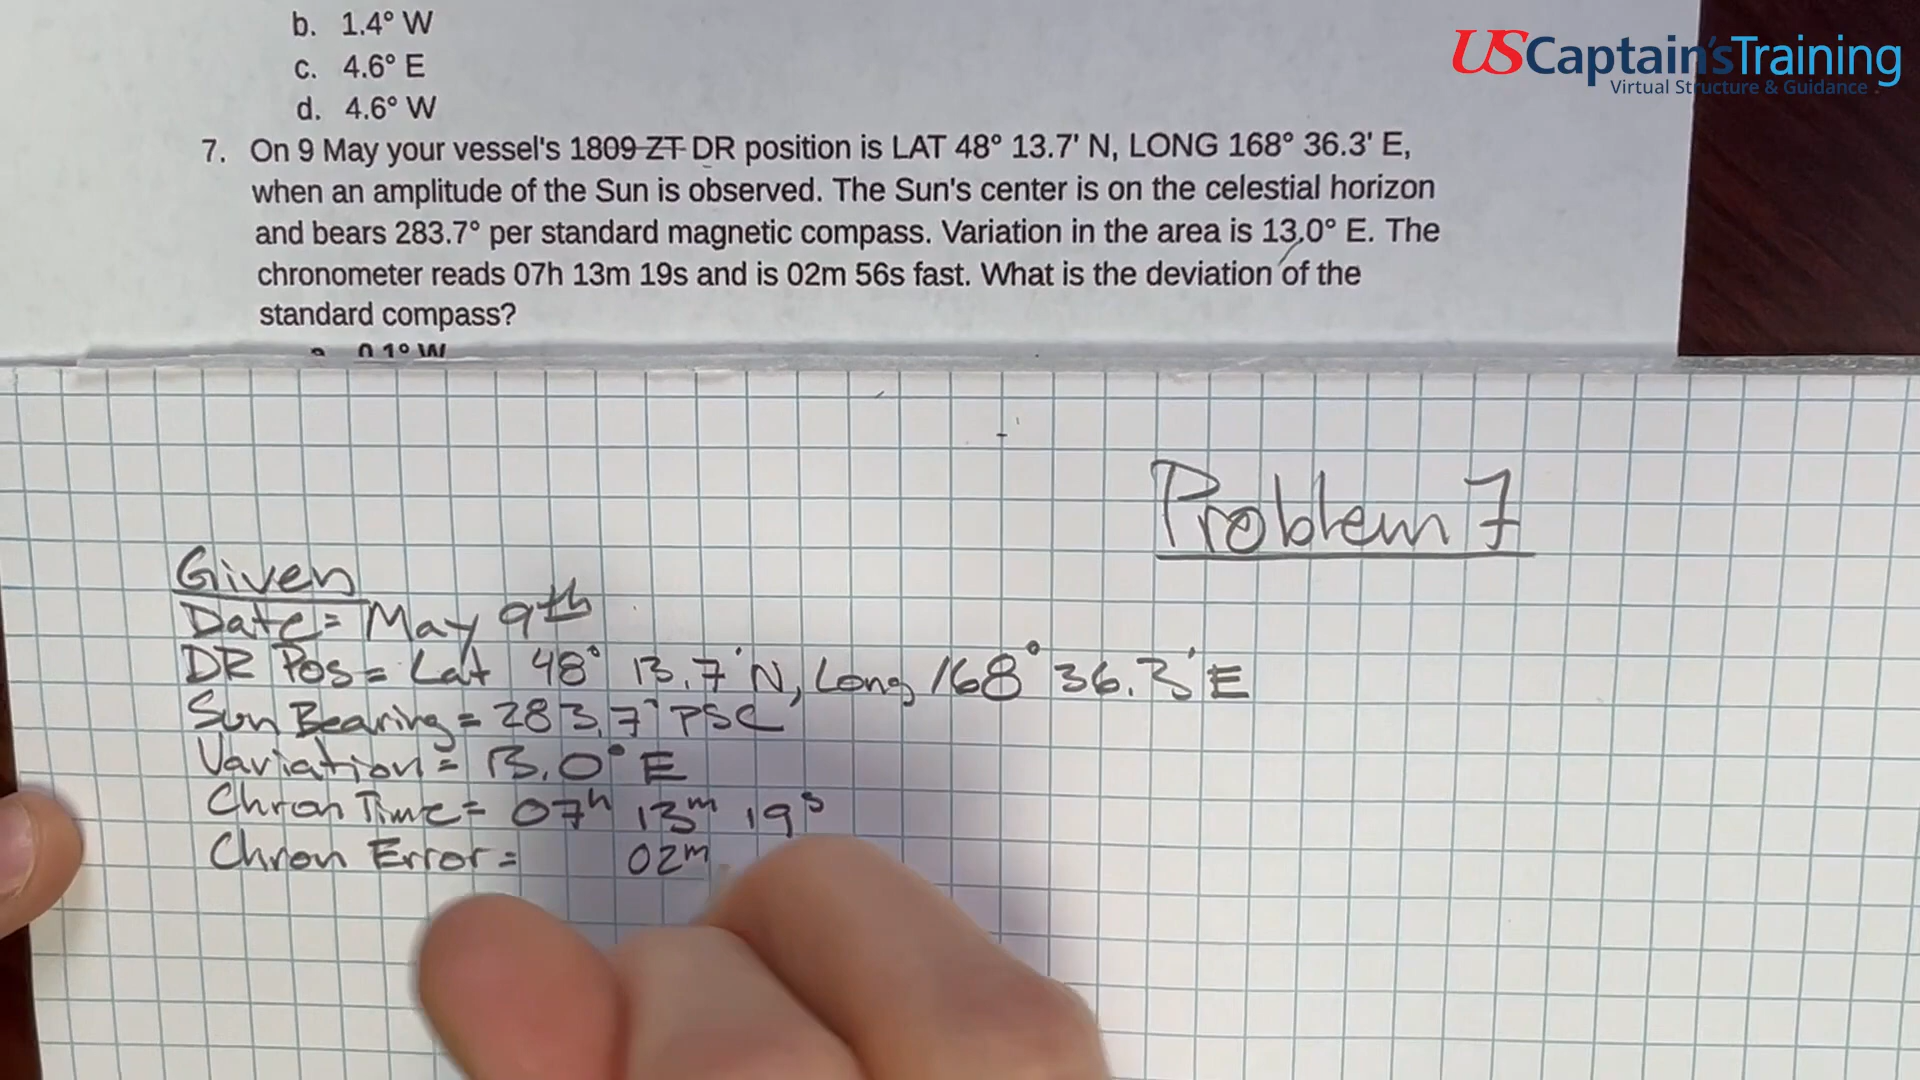 b. 1.4° W
c. 4.6° E
d. 4.6° W
USCaptain'sTraining
Virtual Structure & Guidance
7. On 9 May your vessel's 1809 ZT DR position is LAT 48° 13.7' N, LONG 168° 36.3' E,
when an amplitude of the Sun is observed. The Sun's center is on the celestial horizon
and bears 283.7° per standard magnetic compass. Variation in the area is 13.0° E. The
chronometer reads 07h 13m 19s and is 02m 56s fast. What is the deviation of the
standard compass?
a 0.1° W
Problem 7
Given
Date = May 9th
DR Pos = Lat 48° 13.7' N, Long 168° 36.3' E
Sun Bearing = 283.7° PSC
Variation = 13.0° E
Chron Time = 07h 13m 19s
Chron Error = 02m